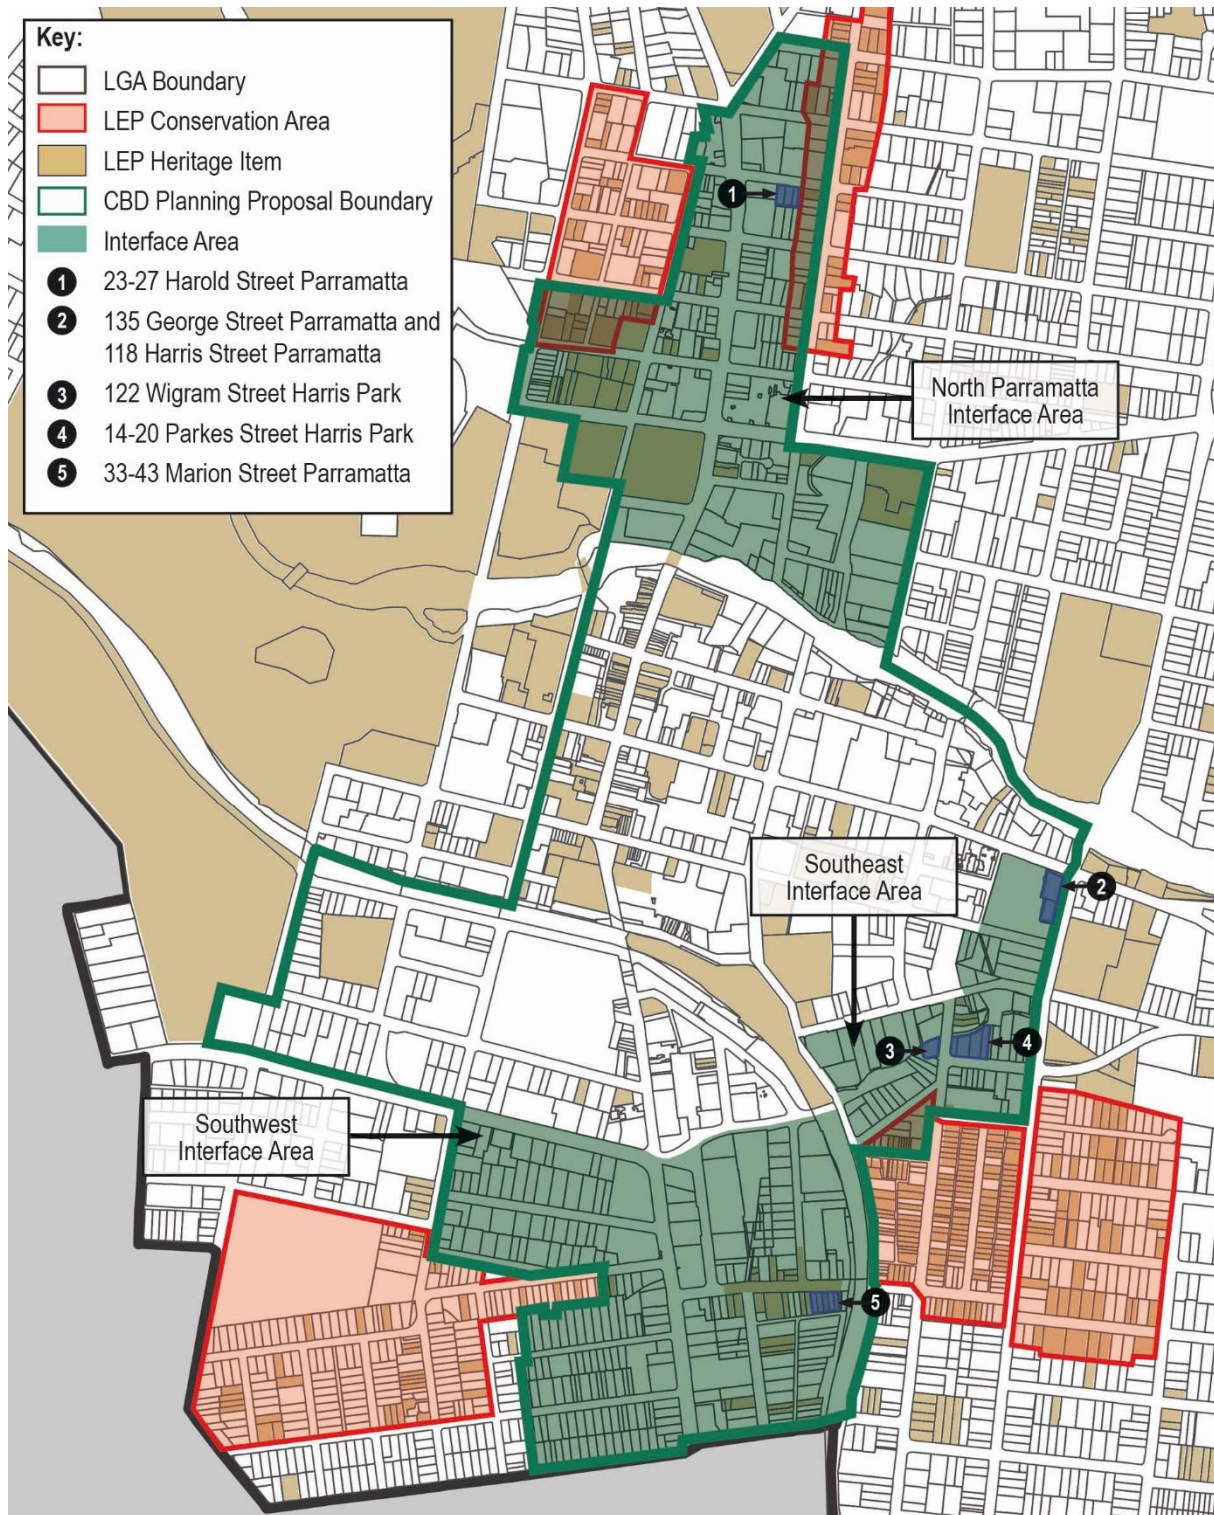 Key:
LGA Boundary
LEP Conservation Area
LEP Heritage Item
CBD Planning Proposal Boundary
Interface Area
1 23-27 Harold Street Parramatta
2 135 George Street Parramatta and
118 Harris Street Parramatta
3 122 Wigram Street Harris Park
4 14-20 Parkes Street Harris Park
5 33-43 Marion Street Parramatta
1
North Parramatta
Interface Area
Southeast
Interface Area
2
3
4
Southwest
Interface Area
5